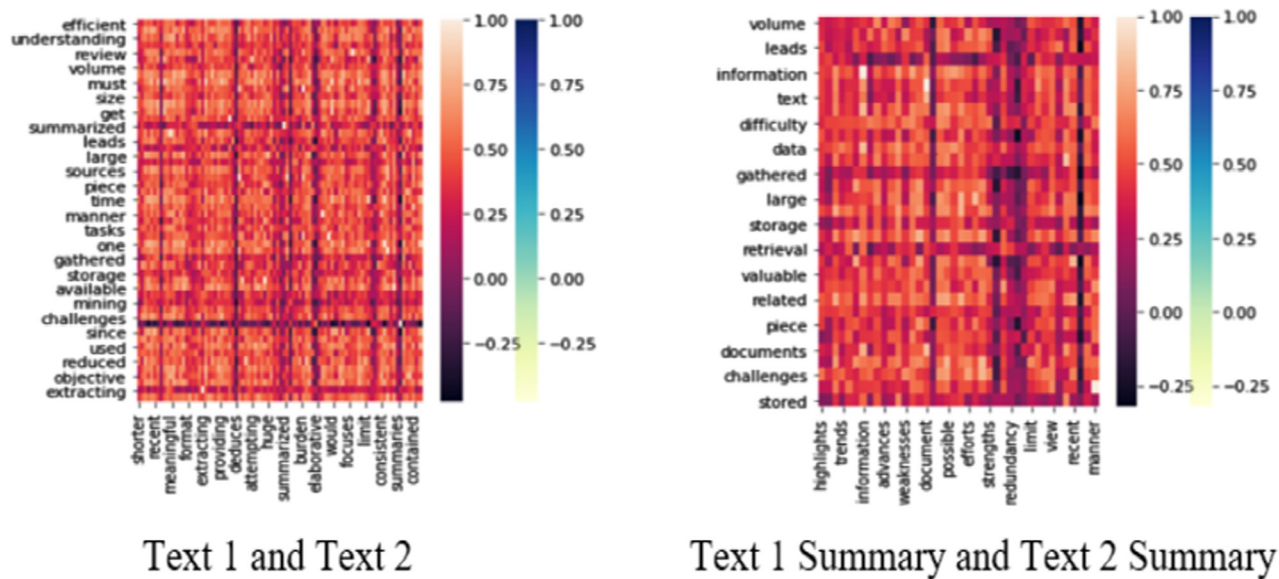 efficient
understanding
review
volume
must
size
get
summarized
leads
large
sources
piece
time
manner
tasks
one
gathered
storage
available
mining
challenges
since
used
reduced
objective
extracting
shorter
recent
meaningful
format
extracting
providing
deduces
attempting
huge
summarized
burden
elaborative
would
focuses
limit
consistent
summaries
contained
1.00
0.75
0.50
0.25
0.00
−0.25
1.00
0.75
0.50
0.25
0.00
−0.25
Text 1 and Text 2
volume
leads
information
text
difficulty
data
gathered
large
storage
retrieval
valuable
related
piece
documents
challenges
stored
highlights
trends
information
advances
weaknesses
document
possible
efforts
strengths
redundancy
limit
view
recent
manner
1.00
0.75
0.50
0.25
0.00
−0.25
1.00
0.75
0.50
0.25
0.00
−0.25
Text 1 Summary and Text 2 Summary